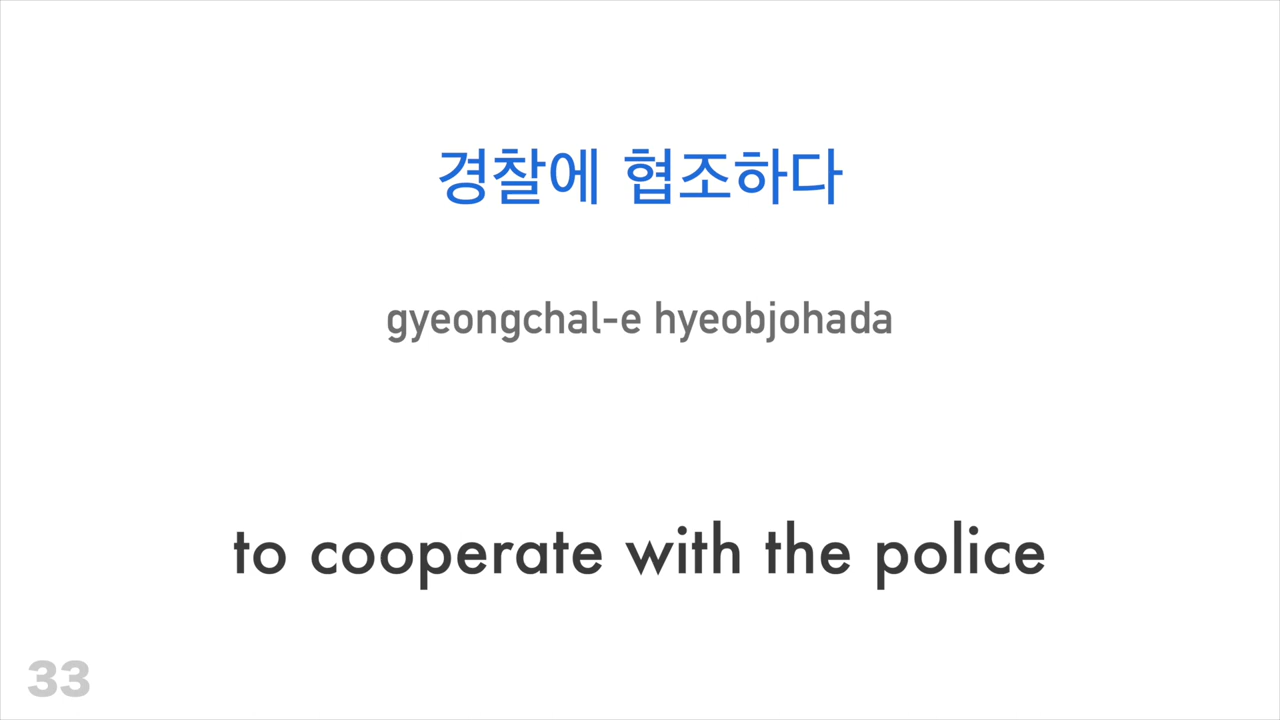 경찰에 협조하다
gyeongchal-e hyeobjohada
to cooperate with the police
33